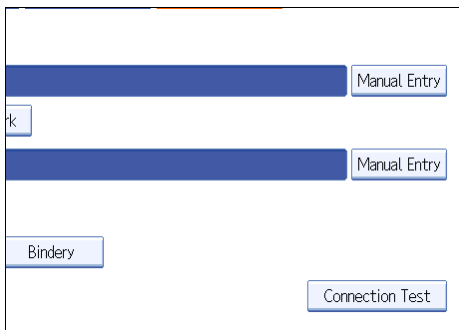 Manual Entry
rk
Manual Entry
Bindery
Connection Test